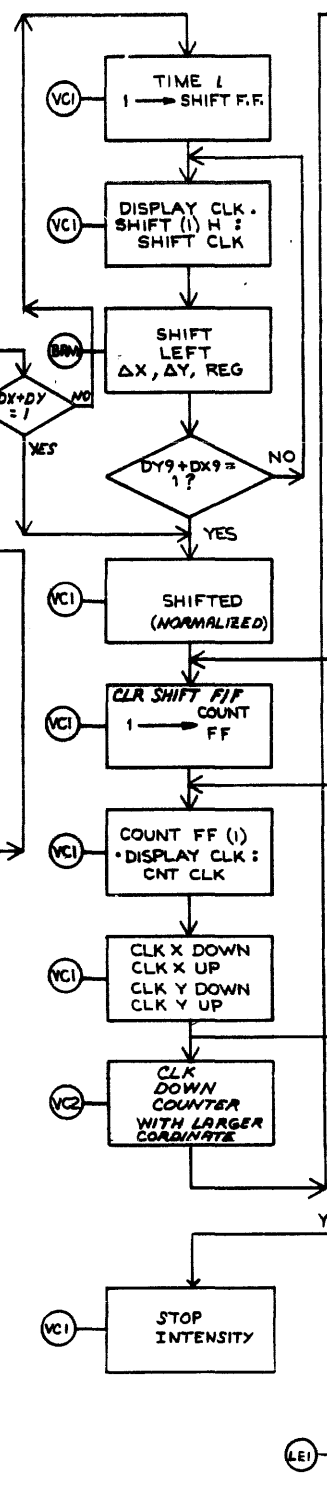 TIME 1
VC1
1 → SHIFT F.F.
DISPLAY CLK.
VC1
SHIFT (1) H :
SHIFT CLK
BRM
SHIFT
LEFT
ΔX, ΔY, REG
DX+DY
= 1
NO
YES
DY9 + DX9 =
1?
NO
YES
VC1
SHIFTED
(NORMALIZED)
CLR SHIFT F/F
VC1
1 → COUNT
FF
COUNT FF (1)
VC1
• DISPLAY CLK :
CNT CLK
CLK X DOWN
CLK X UP
VC1
CLK Y DOWN
CLK Y UP
CLK
DOWN
VC2
COUNTER
WITH LARGER
CORDINATE
Y
VC1
STOP
INTENSITY
LE1